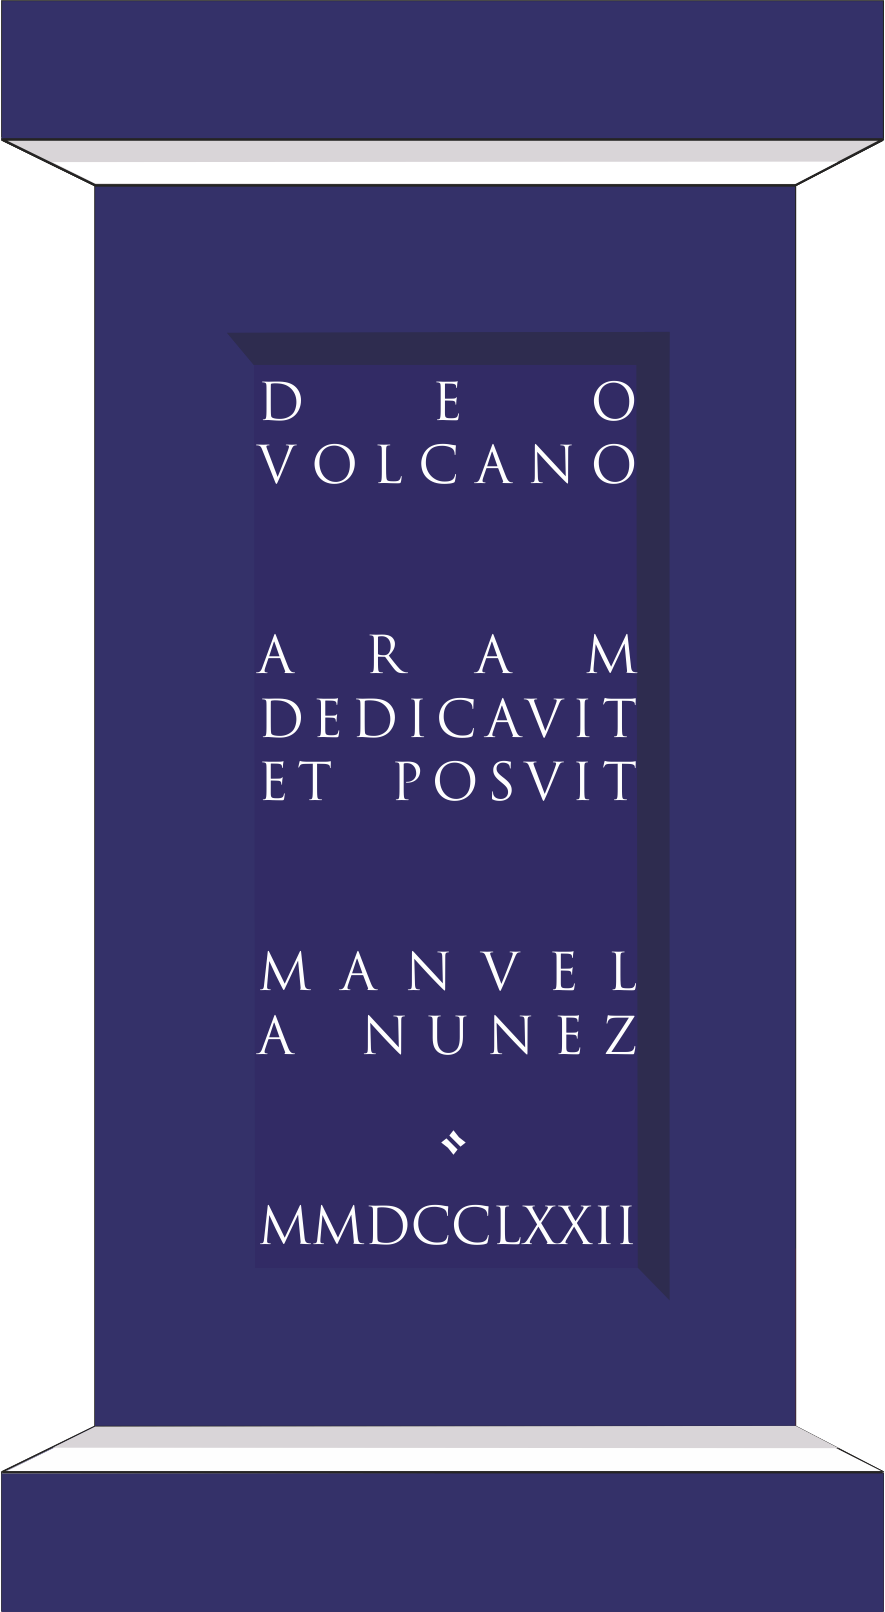 DEO
VOLCANO
ARAM
DEDICAVIT
ET POSVIT
MANVEL
A NUNEZ
MMDCCLXXII